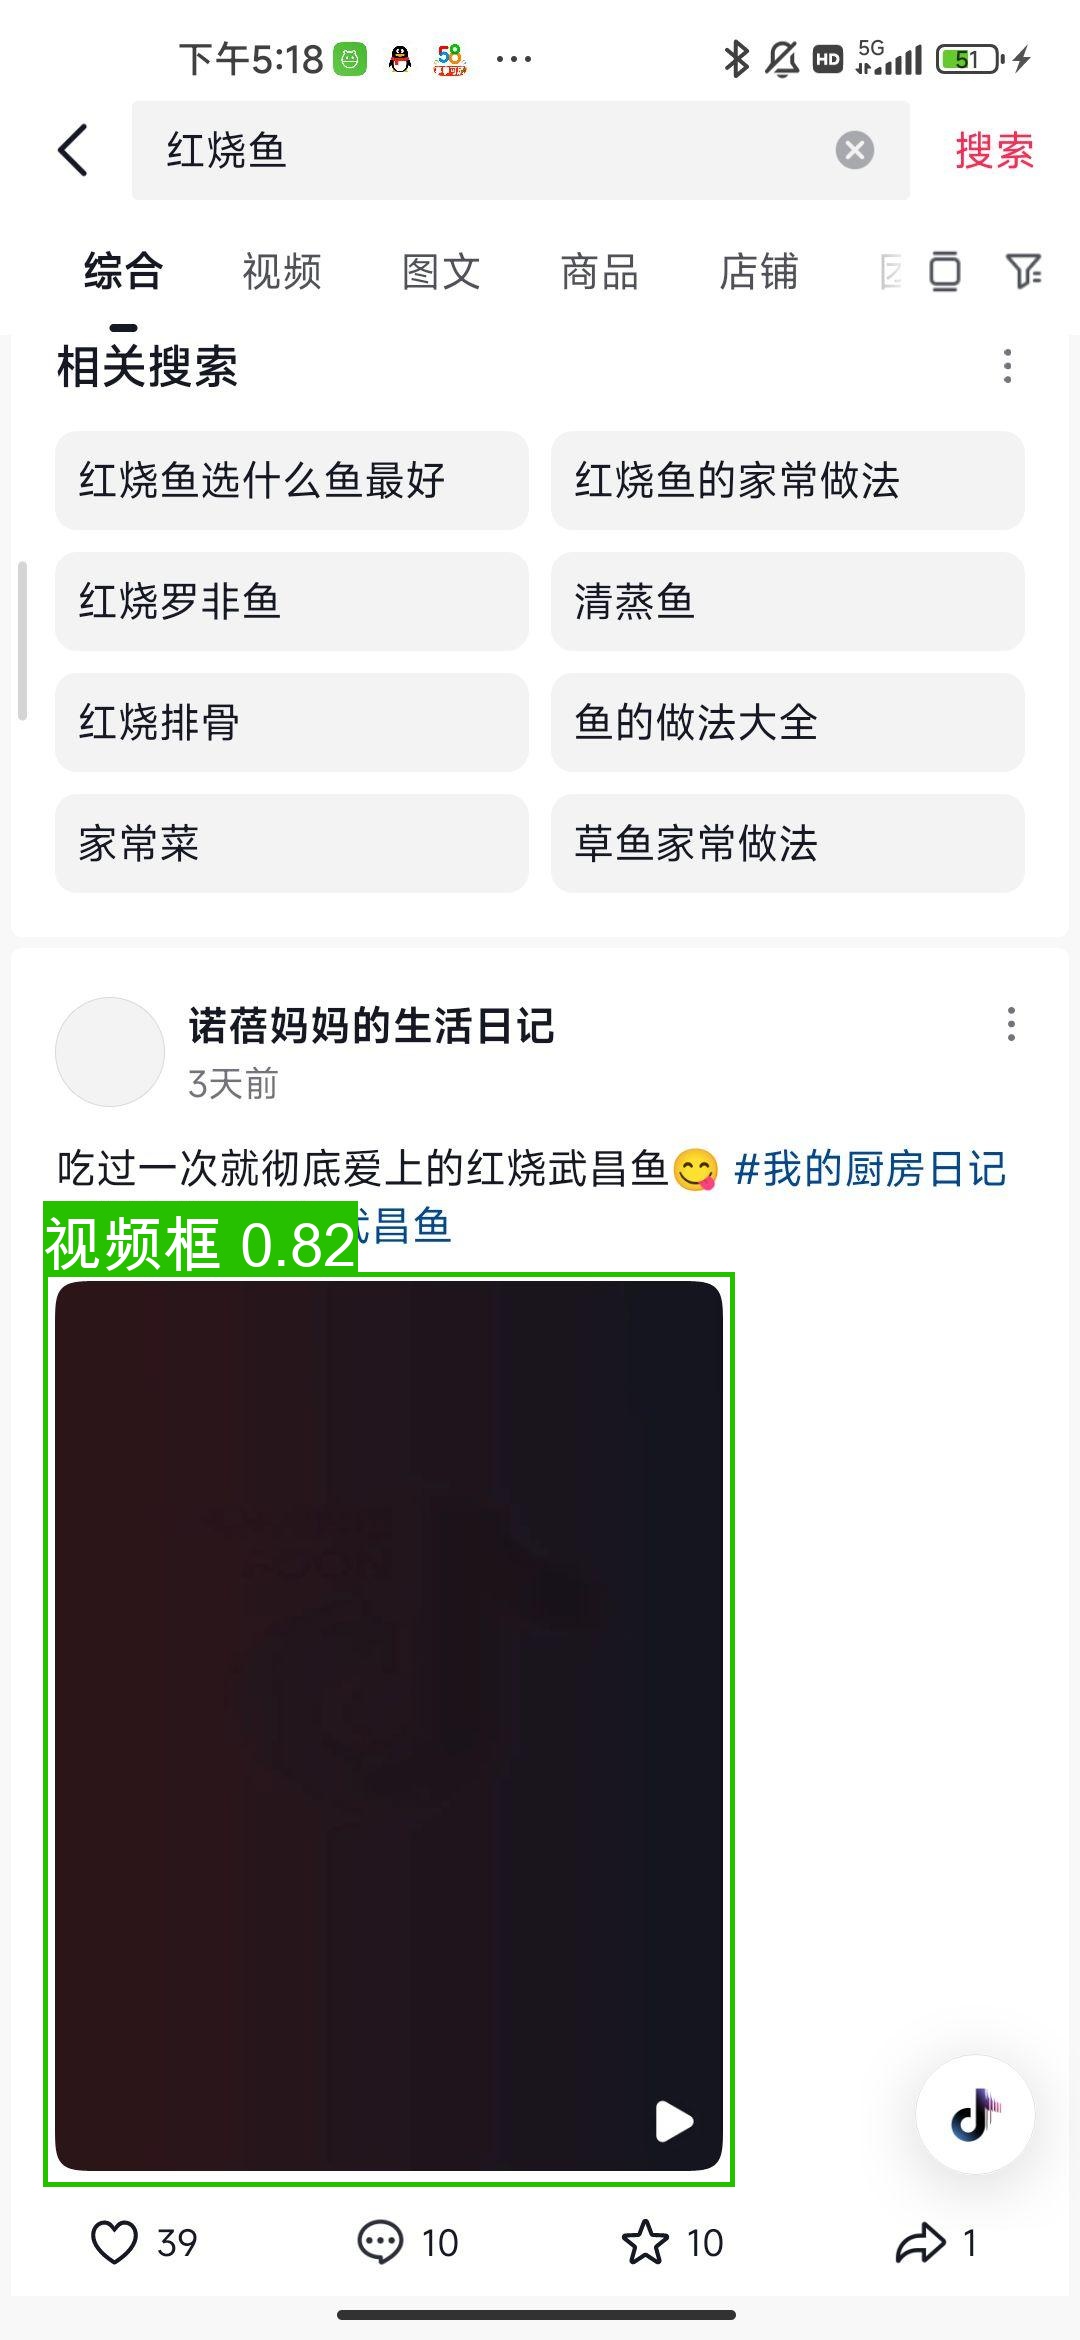 下午5:18 58 ... HD 5G 51
红烧鱼 搜索
综合 视频 图文 商品 店铺
相关搜索
红烧鱼选什么鱼最好 红烧鱼的家常做法
红烧罗非鱼 清蒸鱼
红烧排骨 鱼的做法大全
家常菜 草鱼家常做法
诺蓓妈妈的生活日记
3天前
吃过一次就彻底爱上的红烧武昌鱼😋 #我的厨房日记
视频框 0.82 昌鱼
39 10 10 1